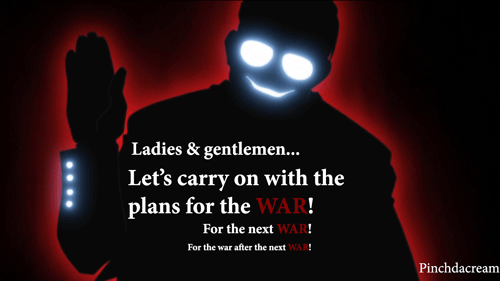 Ladies & gentlemen...
Let's carry on with the
plans for the WAR!
For the next WAR!
For the war after the next WAR!
Pinchdacream